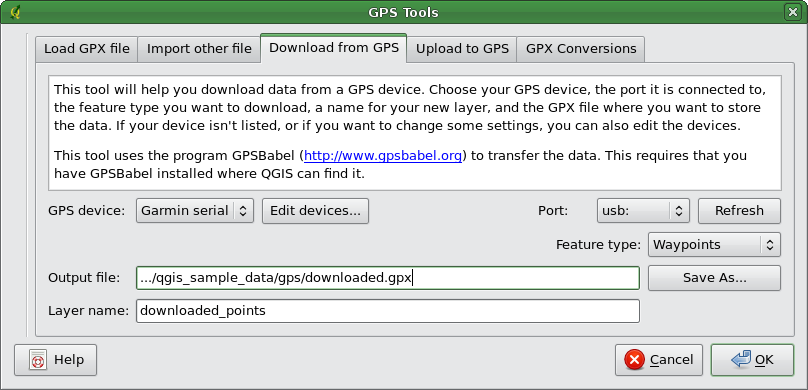 GPS Tools
Load GPX file Import other file Download from GPS Upload to GPS GPX Conversions
This tool will help you download data from a GPS device. Choose your GPS device, the port it is connected to,
the feature type you want to download, a name for your new layer, and the GPX file where you want to store
the data. If your device isn't listed, or if you want to change some settings, you can also edit the devices.
This tool uses the program GPSBabel (http://www.gpsbabel.org) to transfer the data. This requires that you
have GPSBabel installed where QGIS can find it.
GPS device: Garmin serial Edit devices... Port: usb: Refresh
Feature type: Waypoints
Output file: .../qgis_sample_data/gps/downloaded.gpx Save As...
Layer name: downloaded_points
Help Cancel OK